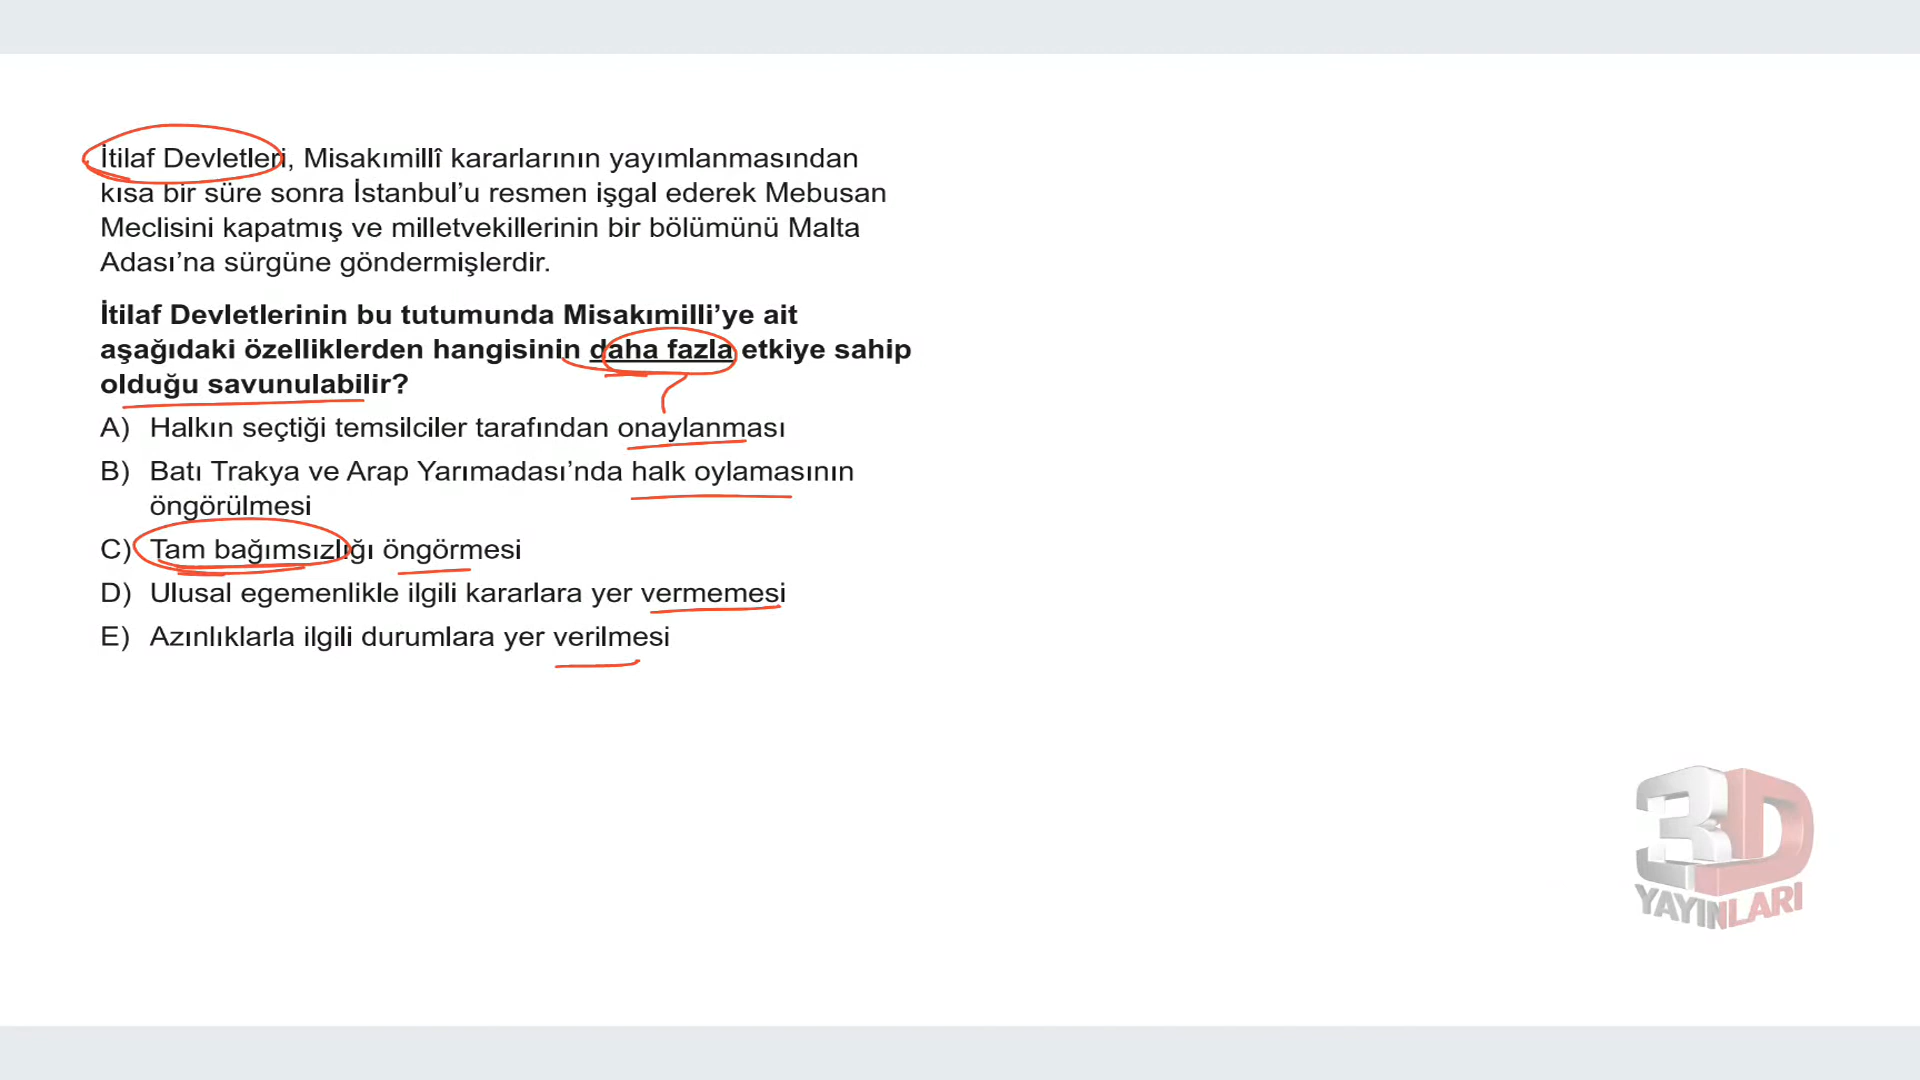 İtilaf Devletleri, Misakımillî kararlarının yayımlanmasından
kısa bir süre sonra İstanbul’u resmen işgal ederek Mebusan
Meclisini kapatmış ve milletvekillerinin bir bölümünü Malta
Adası’na sürgüne göndermişlerdir.
İtilaf Devletlerinin bu tutumunda Misakımilli’ye ait
aşağıdaki özelliklerden hangisinin daha fazla etkiye sahip
olduğu savunulabilir?
A) Halkın seçtiği temsilciler tarafından onaylanması
B) Batı Trakya ve Arap Yarımadası’nda halk oylamasının
öngörülmesi
C) Tam bağımsızlığı öngörmesi
D) Ulusal egemenlikle ilgili kararlara yer vermemesi
E) Azınlıklarla ilgili durumlara yer verilmesi
3D
YAYINLARI